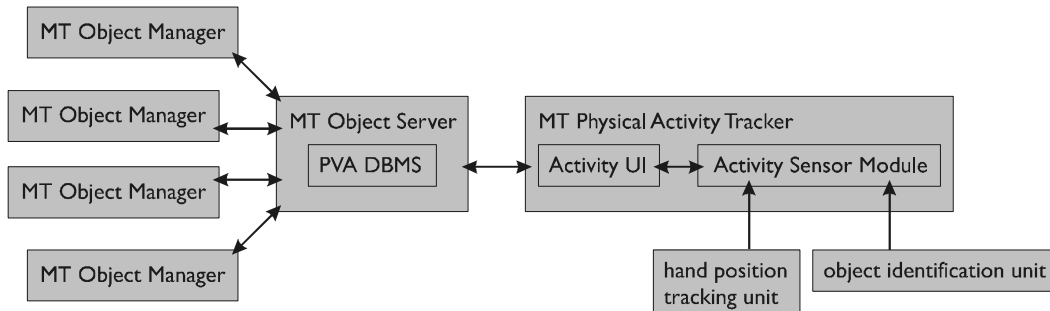 MT Object Manager
MT Object Manager
MT Object Manager
MT Object Manager
MT Object Server
PVA DBMS
MT Physical Activity Tracker
Activity UI
Activity Sensor Module
hand position
tracking unit
object identification unit